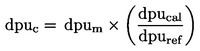 dpu_c = dpu_m × (dpu_cal / dpu_ref)